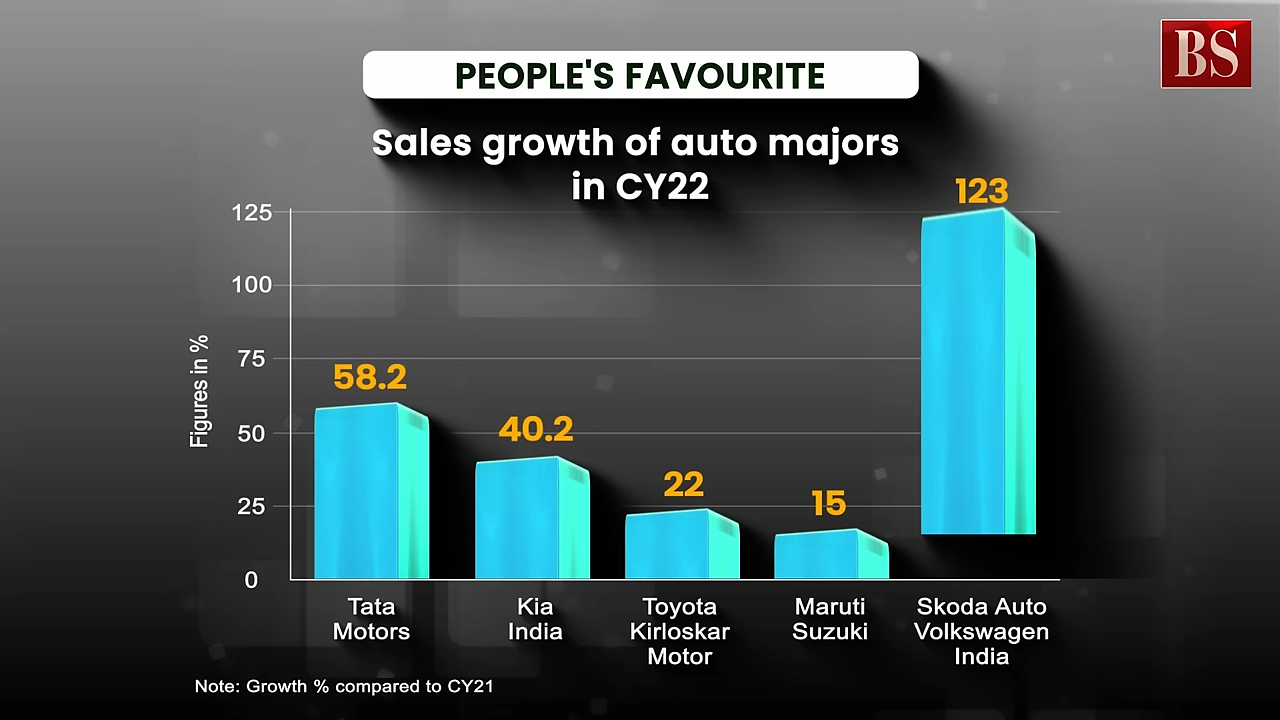 BS
PEOPLE'S FAVOURITE
Sales growth of auto majors
in CY22
Figures in %
125
100
75
50
25
0
58.2
40.2
22
15
123
Tata
Motors
Kia
India
Toyota
Kirloskar
Motor
Maruti
Suzuki
Skoda Auto
Volkswagen
India
Note: Growth % compared to CY21